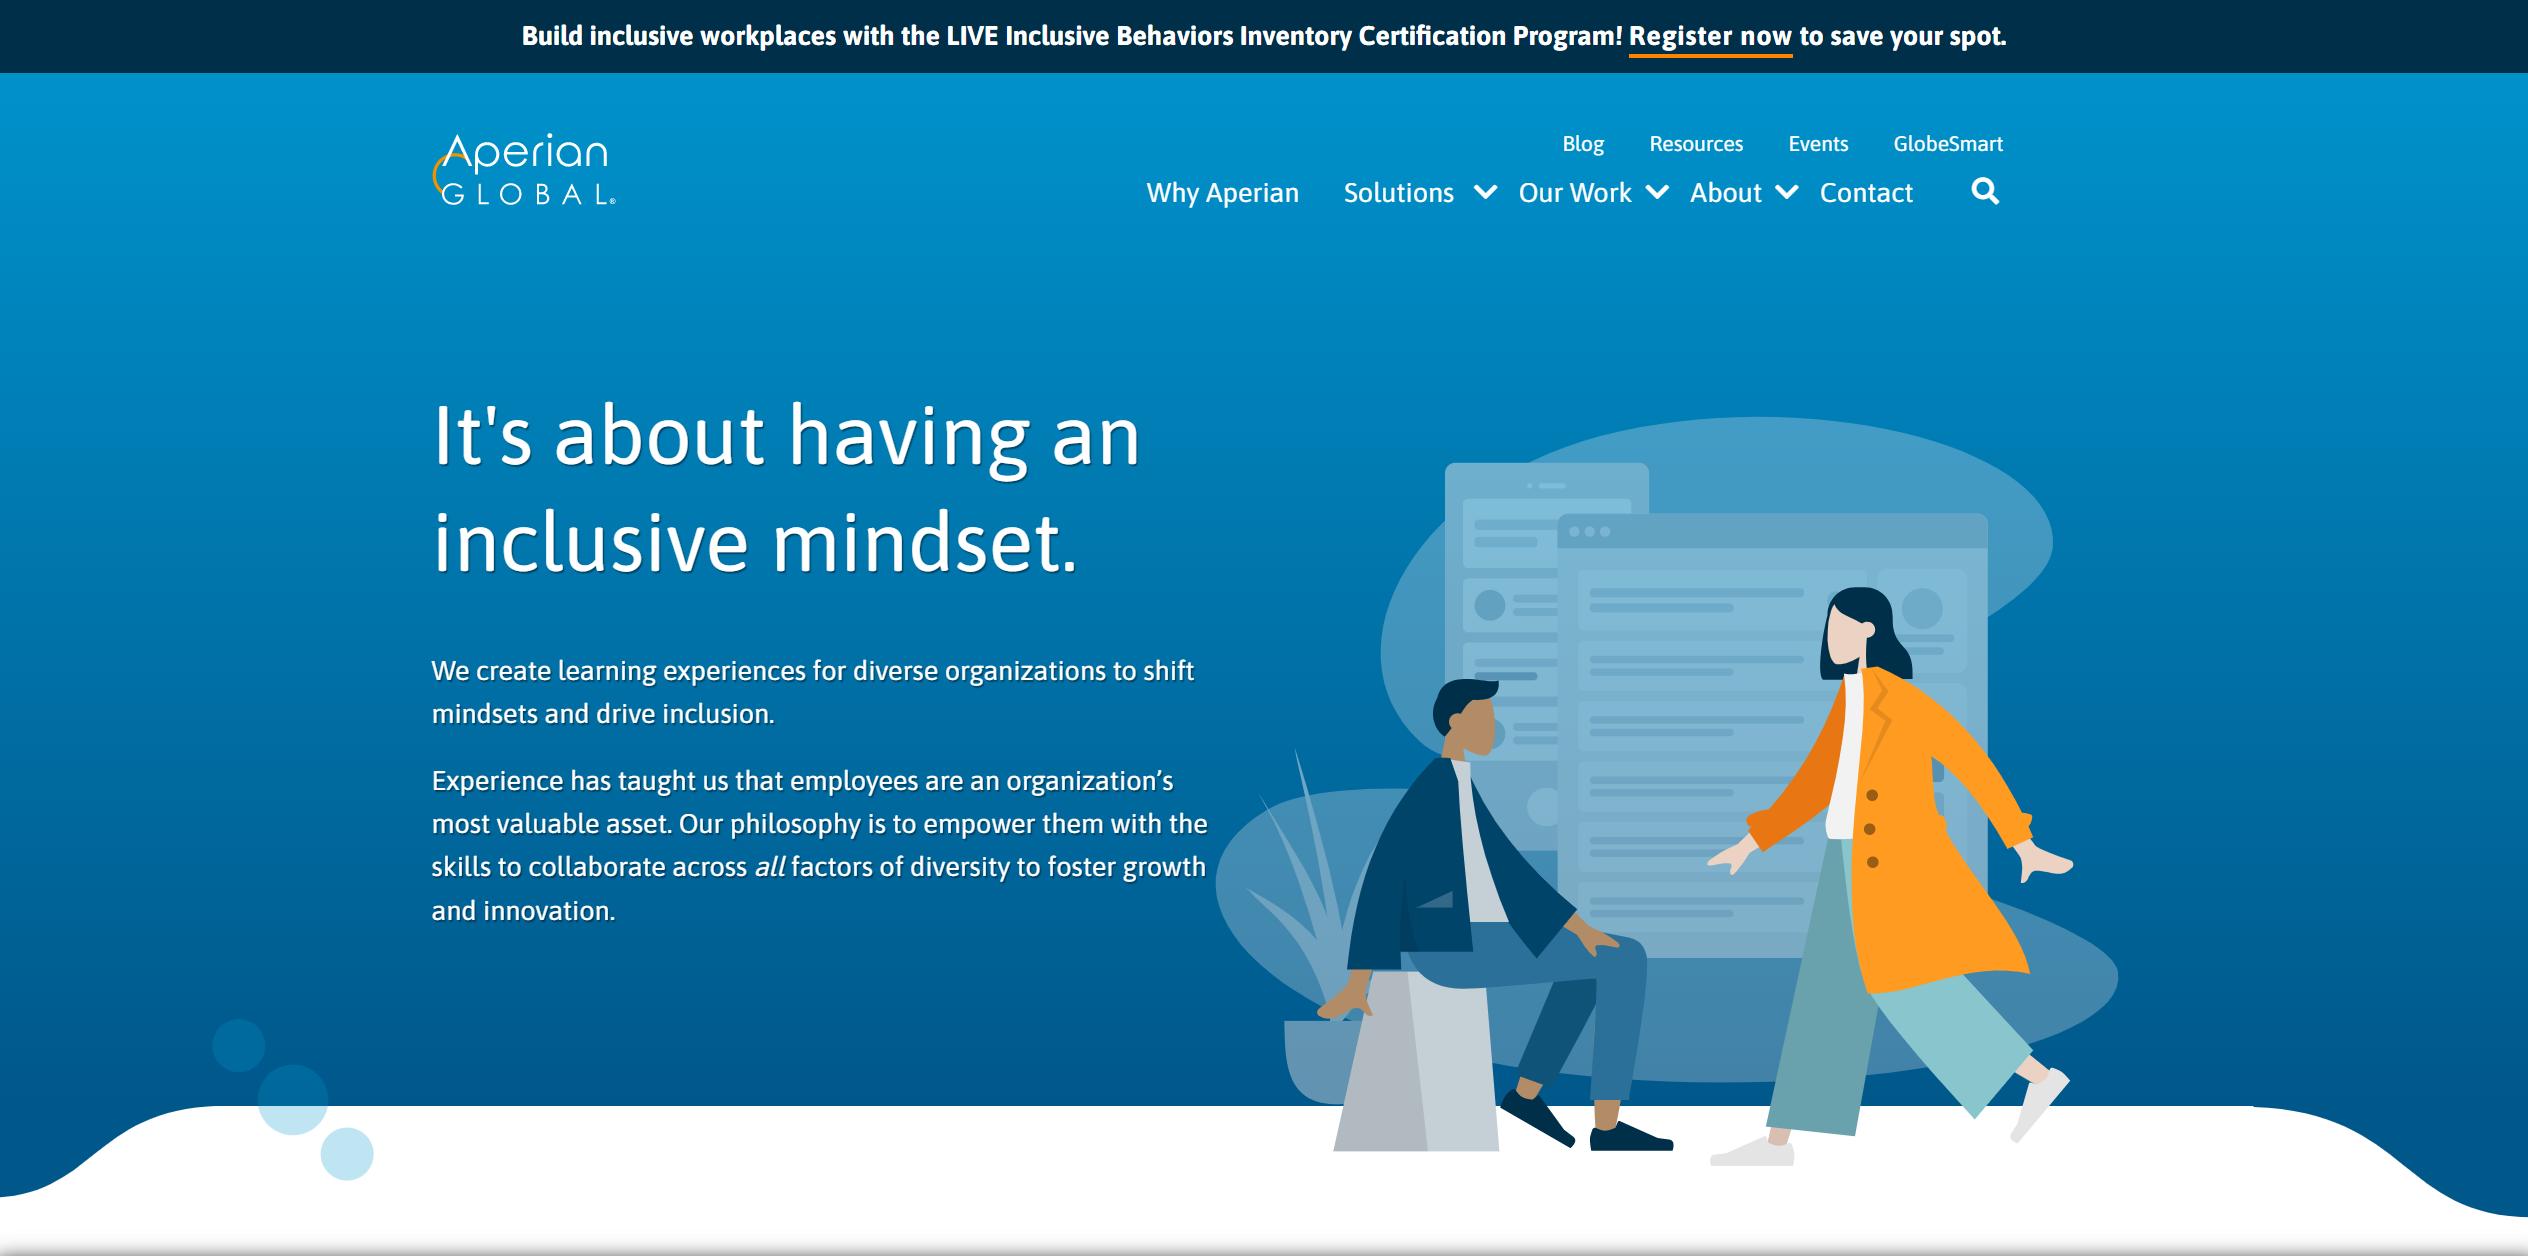 Build inclusive workplaces with the LIVE Inclusive Behaviors Inventory Certification Program! Register now to save your spot.
Aperian
GLOBAL®
Blog Resources Events GlobeSmart
Why Aperian Solutions Our Work About Contact
It's about having an
inclusive mindset.
We create learning experiences for diverse organizations to shift
mindsets and drive inclusion.
Experience has taught us that employees are an organization’s
most valuable asset. Our philosophy is to empower them with the
skills to collaborate across all factors of diversity to foster growth
and innovation.